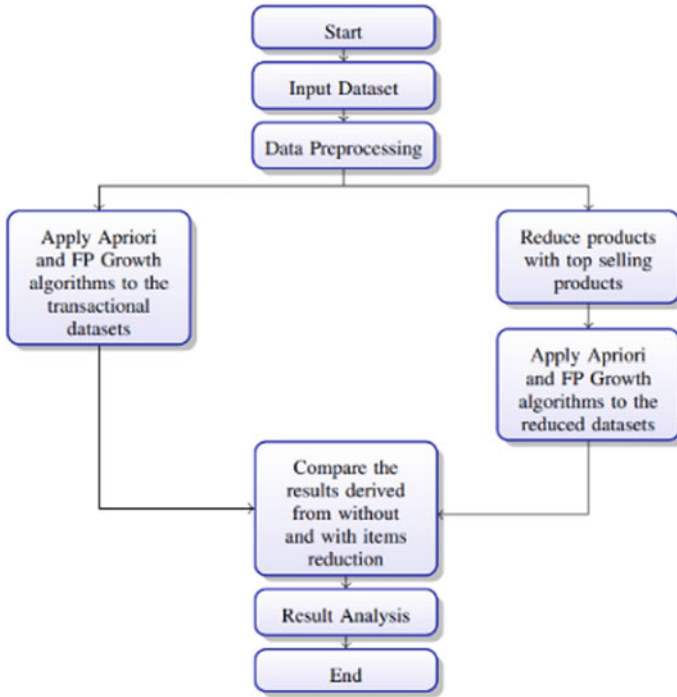 Start
Input Dataset
Data Preprocessing
Apply Apriori
and FP Growth
algorithms to the
transactional
datasets
Reduce products
with top selling
products
Apply Apriori
and FP Growth
algorithms to the
reduced datasets
Compare the
results derived
from without
and with items
reduction
Result Analysis
End